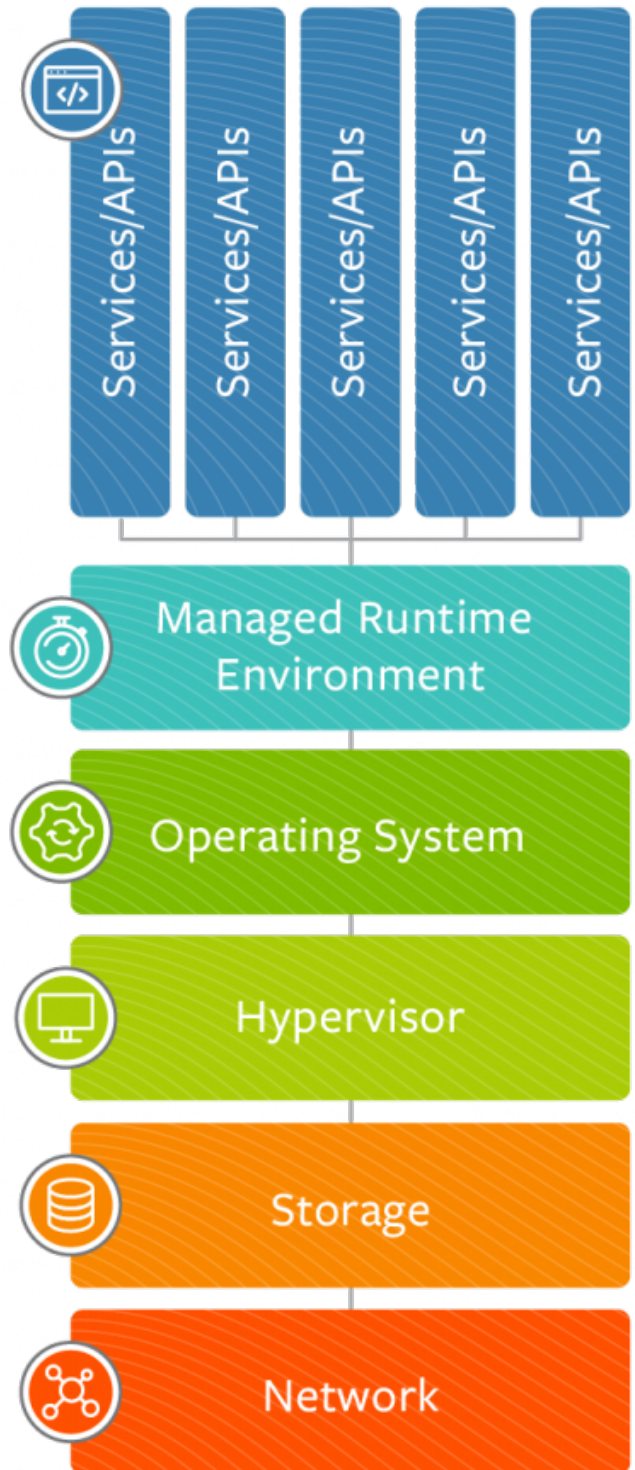 </>
Services/APIs
Services/APIs
Services/APIs
Services/APIs
Services/APIs
Managed Runtime
Environment
Operating System
Hypervisor
Storage
Network